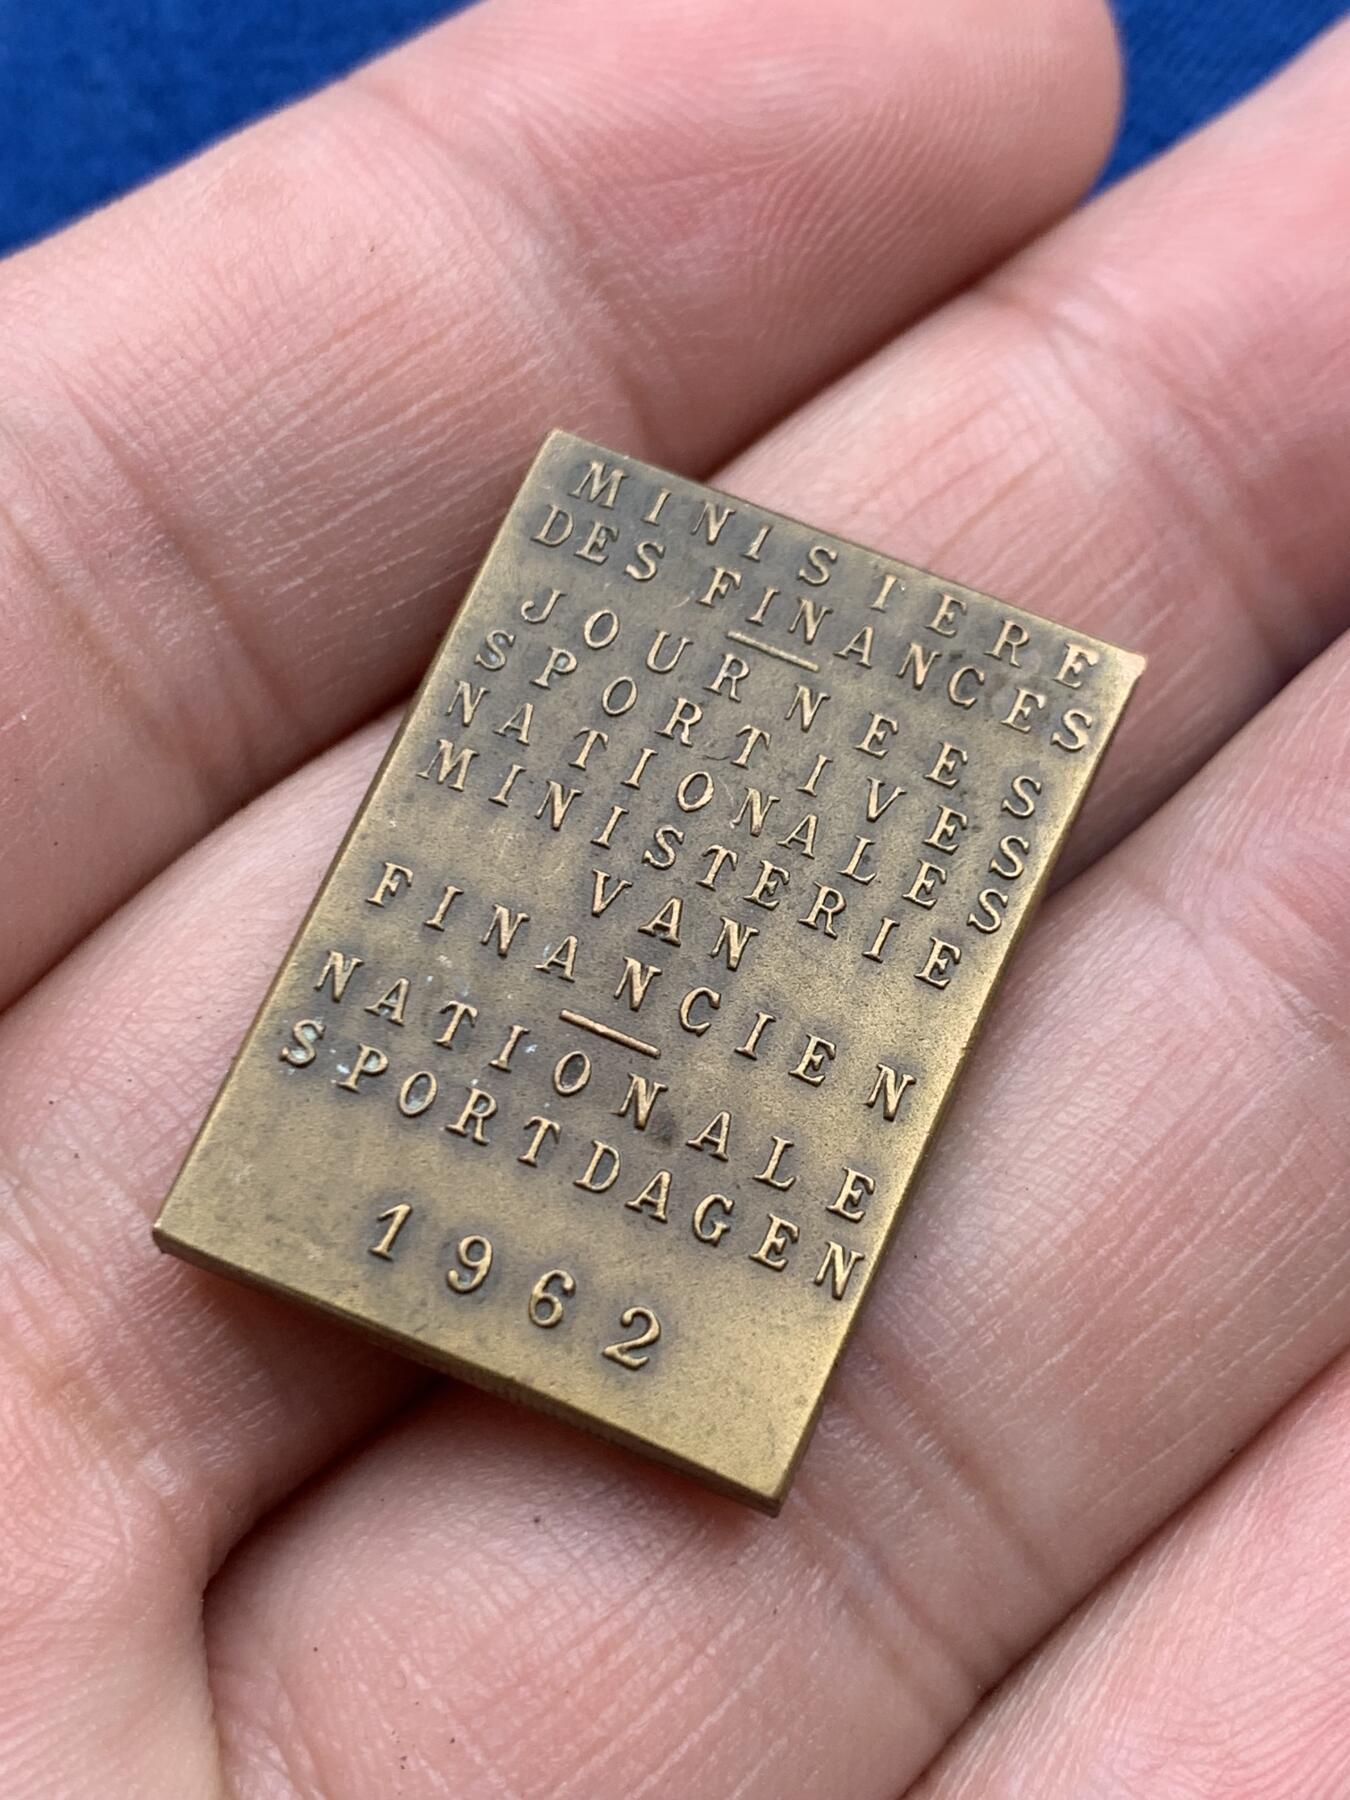 MINISTERE
DES FINANCES
JOURNEES
SPORTIVES
NATIONALES
MINISTERIE
VAN
FINANCIEN
NATIONALE
SPORTDAGEN
1962